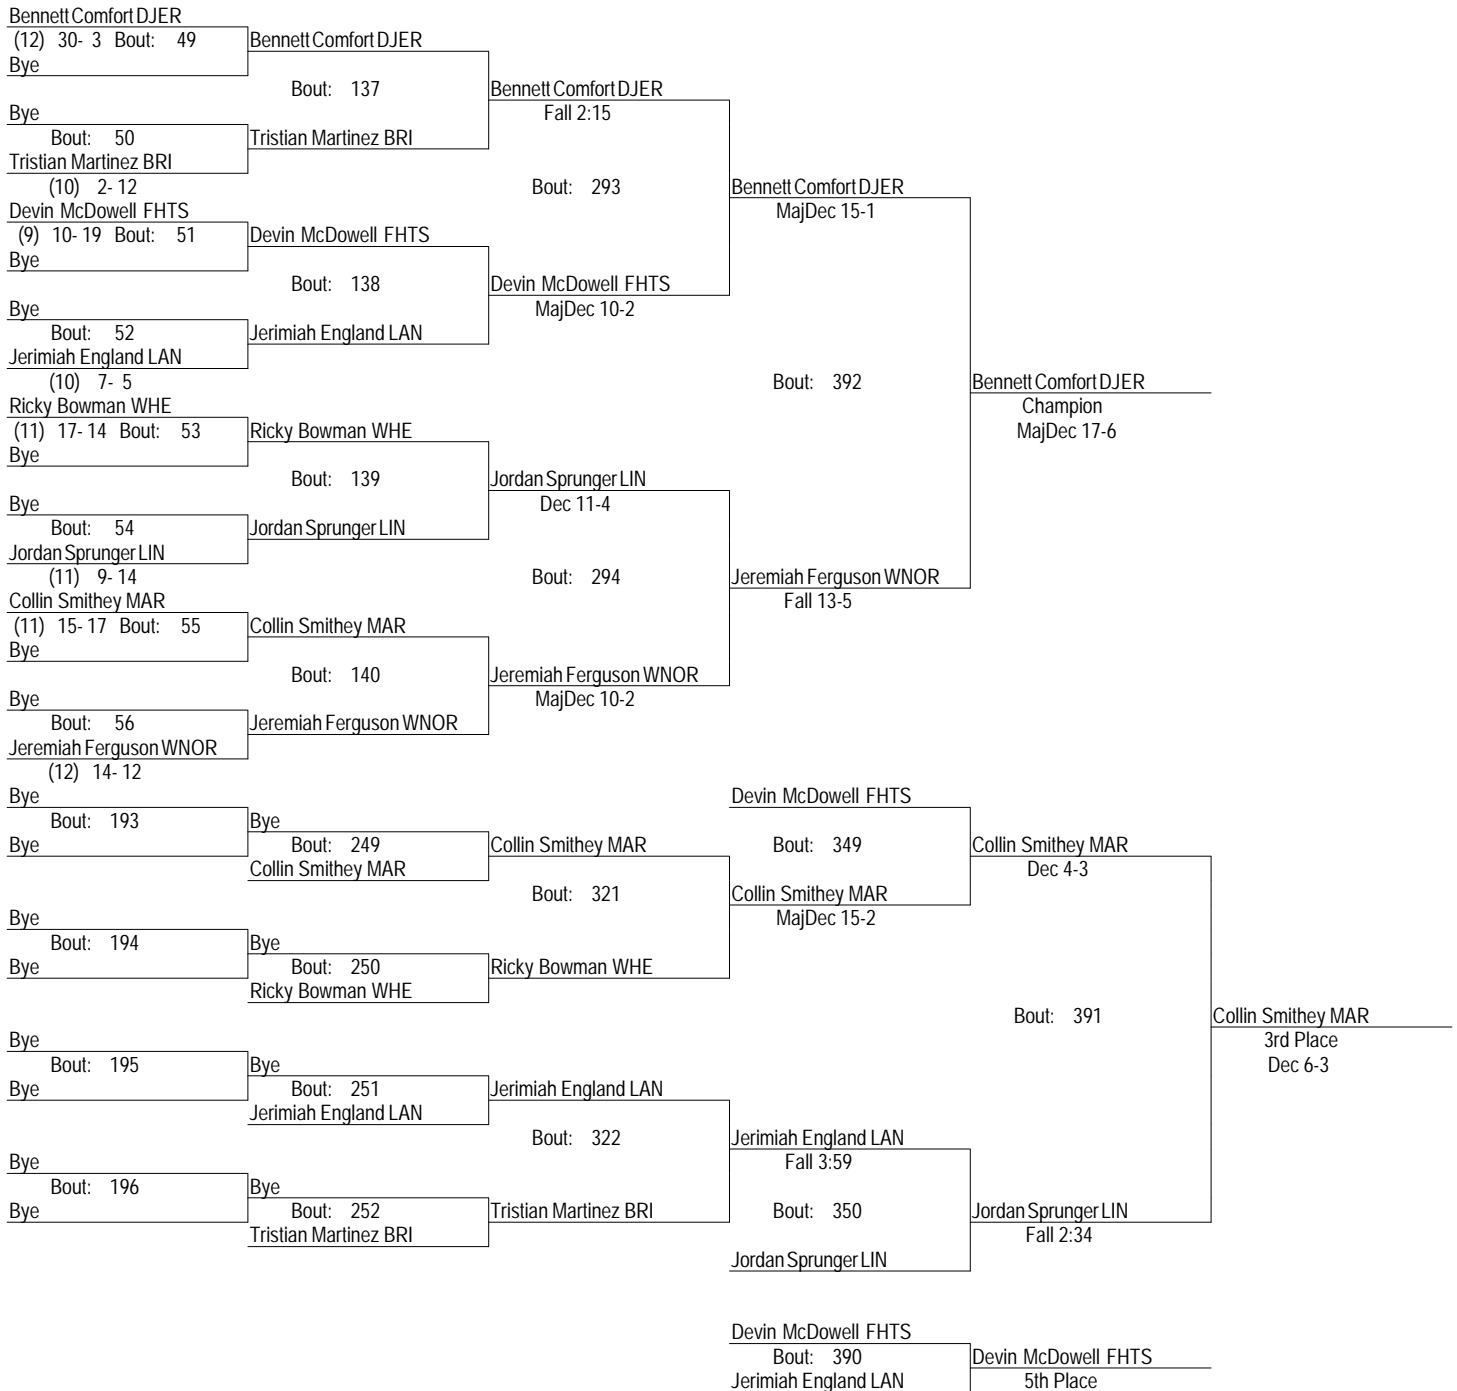 Bennett Comfort DJER
(12) 30- 3 Bout: 49 Bennett Comfort DJER
Bye
Bout: 137 Bennett Comfort DJER
Bye Fall 2:15
Bout: 50 Tristian Martinez BRI
Tristian Martinez BRI
(10) 2- 12 Bout: 293 Bennett Comfort DJER
Devin McDowell FHTS MajDec 15-1
(9) 10- 19 Bout: 51 Devin McDowell FHTS
Bye
Bout: 138 Devin McDowell FHTS
Bye MajDec 10-2
Bout: 52 Jerimiah England LAN
Jerimiah England LAN
(10) 7- 5 Bout: 392 Bennett Comfort DJER
Ricky Bowman WHE Champion
(11) 17- 14 Bout: 53 Ricky Bowman WHE MajDec 17-6
Bye
Bout: 139 Jordan Sprunger LIN
Bye Dec 11-4
Bout: 54 Jordan Sprunger LIN
Jordan Sprunger LIN
(11) 9- 14 Bout: 294 Jeremiah Ferguson WNOR
Collin Smithey MAR Fall 13-5
(11) 15- 17 Bout: 55 Collin Smithey MAR
Bye
Bout: 140 Jeremiah Ferguson WNOR
Bye MajDec 10-2
Bout: 56 Jeremiah Ferguson WNOR
Jeremiah Ferguson WNOR
(12) 14- 12
Bye Devin McDowell FHTS
Bout: 193 Bye
Bye Bout: 249 Collin Smithey MAR Bout: 349 Collin Smithey MAR
Collin Smithey MAR Dec 4-3
Bout: 321 Collin Smithey MAR
Bye MajDec 15-2
Bout: 194 Bye
Bye Bout: 250 Ricky Bowman WHE
Ricky Bowman WHE
Bout: 391 Collin Smithey MAR
Bye 3rd Place
Bout: 195 Bye Dec 6-3
Bye Bout: 251 Jerimiah England LAN
Jerimiah England LAN
Bout: 322 Jerimiah England LAN
Bye Fall 3:59
Bout: 196 Bye
Bye Bout: 252 Tristian Martinez BRI Bout: 350 Jordan Sprunger LIN
Tristian Martinez BRI Fall 2:34
Jordan Sprunger LIN
Devin McDowell FHTS
Bout: 390 Devin McDowell FHTS
Jerimiah England LAN 5th Place